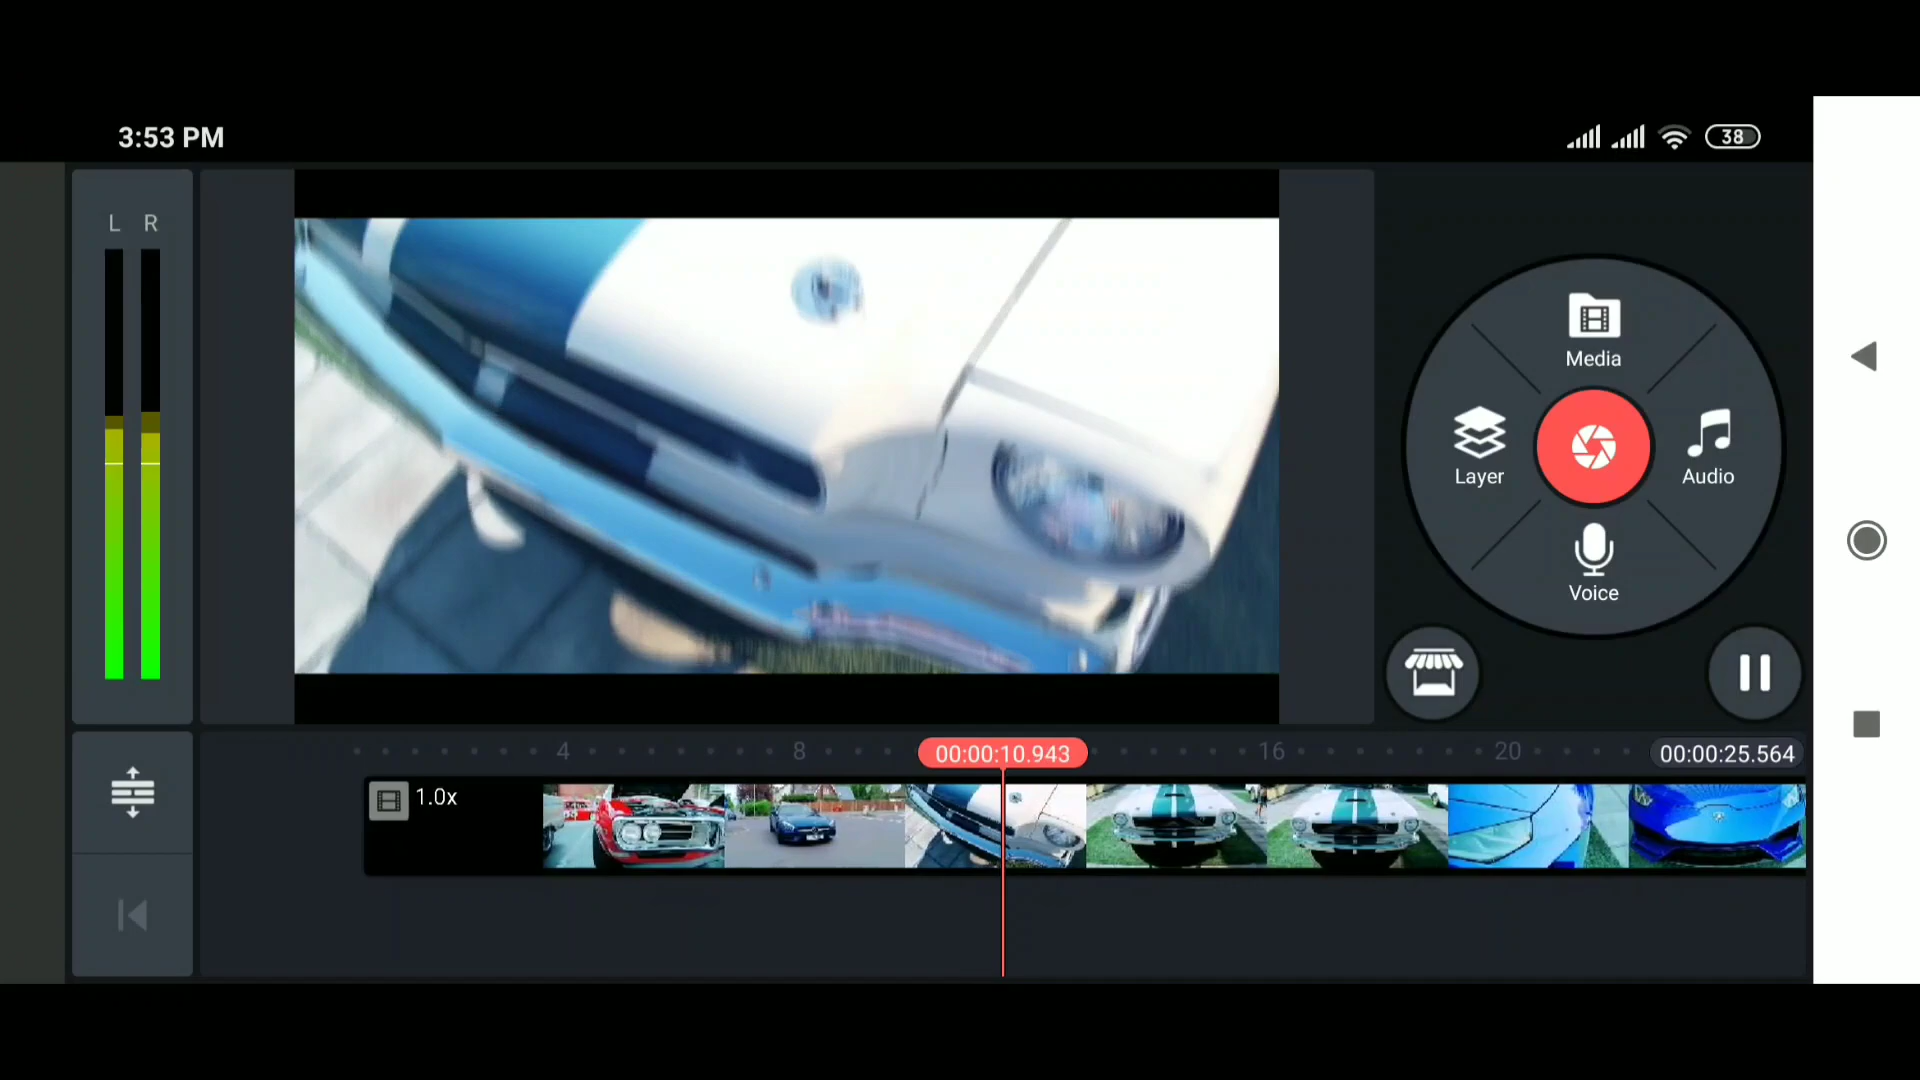 3:53 PM
38
L R
Media
Layer
Audio
Voice
4
8
00:00:10.943
16
20
00:00:25.564
1.0x